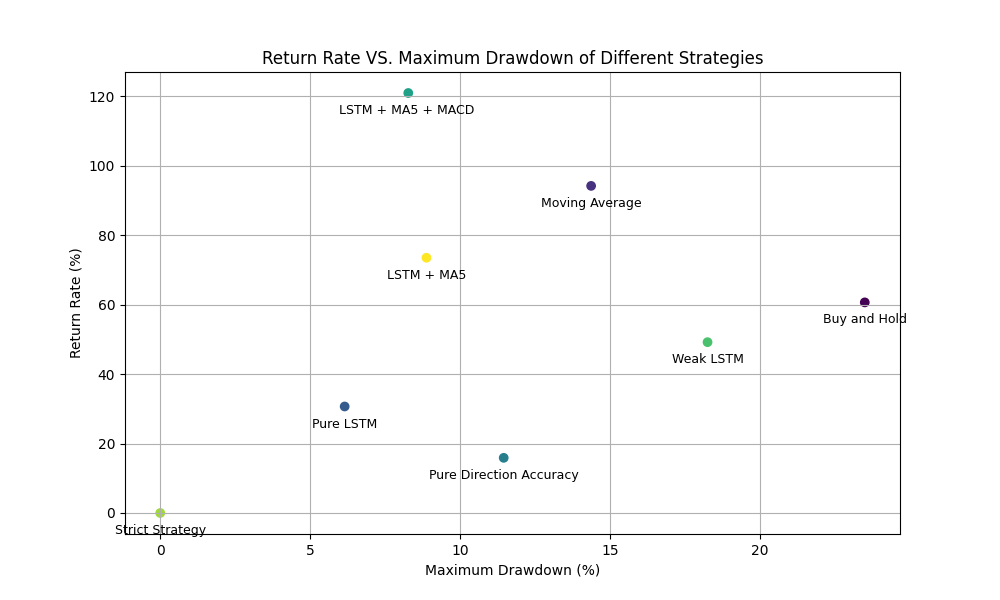 Return Rate VS. Maximum Drawdown of Different Strategies
120
100
80
60
40
20
0
Return Rate (%)
LSTM + MA5 + MACD
Moving Average
LSTM + MA5
Buy and Hold
Weak LSTM
Pure LSTM
Pure Direction Accuracy
Strict Strategy
0
5
10
15
20
Maximum Drawdown (%)